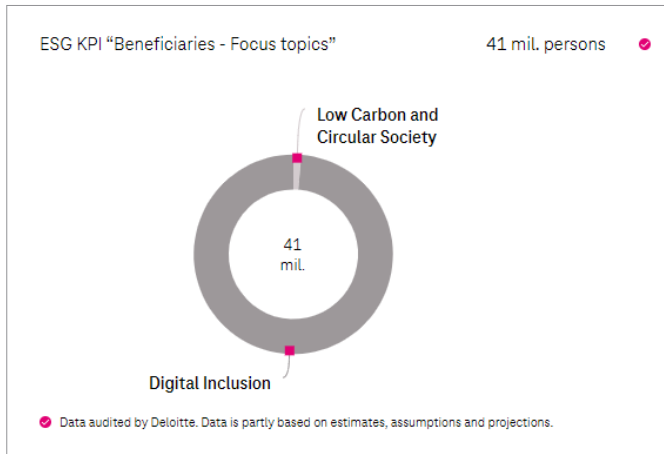 ESG KPI “Beneficiaries - Focus topics”
41 mil. persons
Low Carbon and
Circular Society
41
mil.
Digital Inclusion
Data audited by Deloitte. Data is partly based on estimates, assumptions and projections.